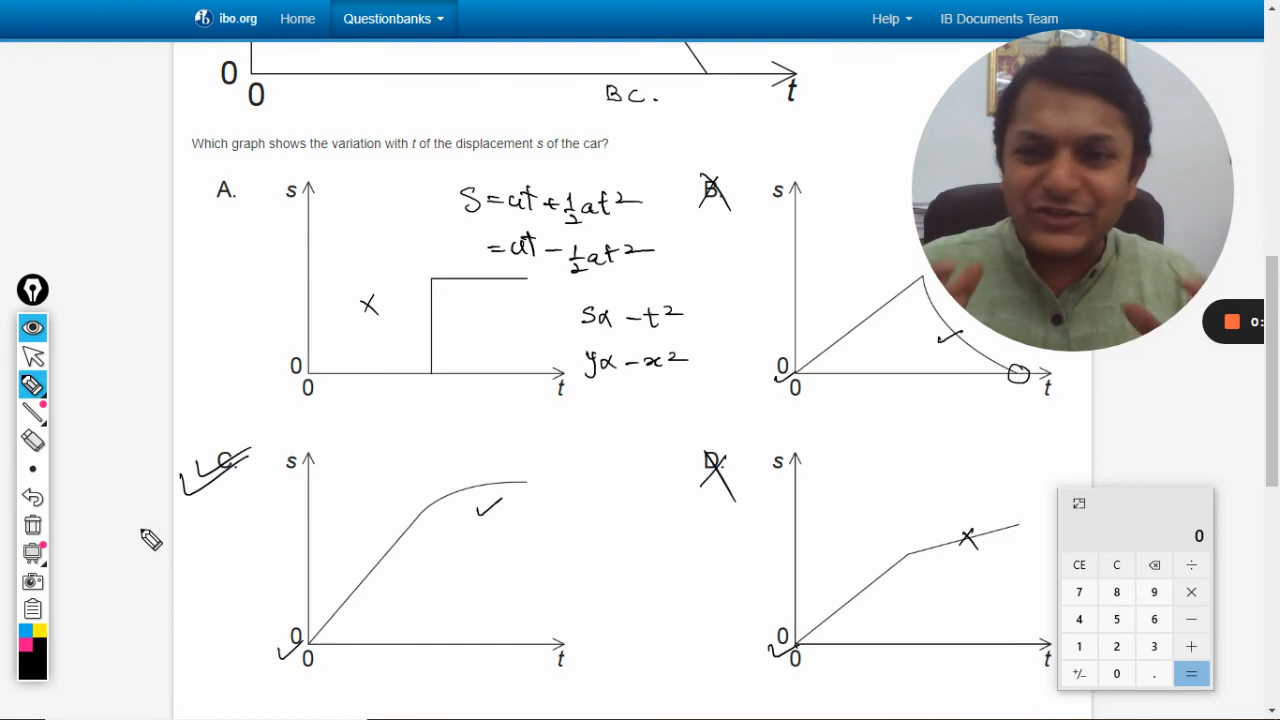 ibo.org Home Questionbanks Help IB Documents Team
0
0 t
BC.
Which graph shows the variation with t of the displacement s of the car?
A. s
S = ut + 1/2 at²
= ut - 1/2 at²
S α - t²
y α - x²
0
0 t
B. s
0
0 t
C. s
0
0 t
D. s
0
0 t
0:
0
CE C ⌫ ÷
7 8 9 ×
4 5 6 −
1 2 3 +
+/- 0 . =